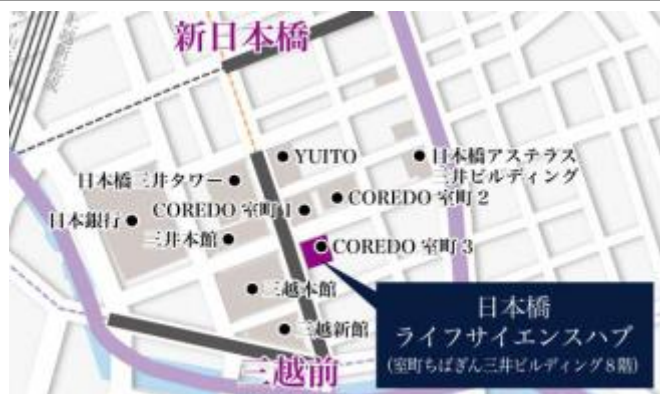 新日本橋
YUITO
日本橋アステラス
三井ビルディング
日本橋三井タワー
COREDO 室町 2
COREDO 室町 1
日本銀行
三井本館
COREDO 室町 3
三越本館
日本橋
ライフサイエンスハブ
(室町ちばぎん三井ビルディング8階)
三越新館
三越前